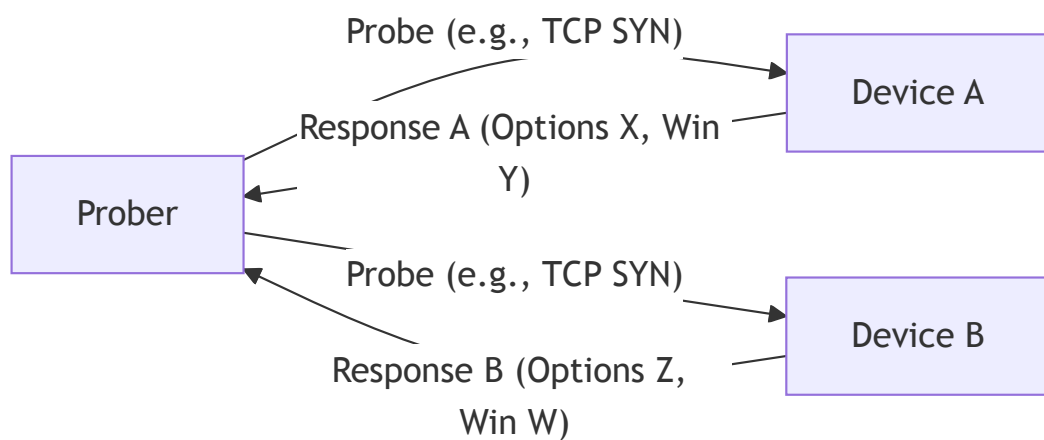 Probe (e.g., TCP SYN)
Device A
Response A (Options X, Win
Y)
Prober
Probe (e.g., TCP SYN)
Device B
Response B (Options Z,
Win W)